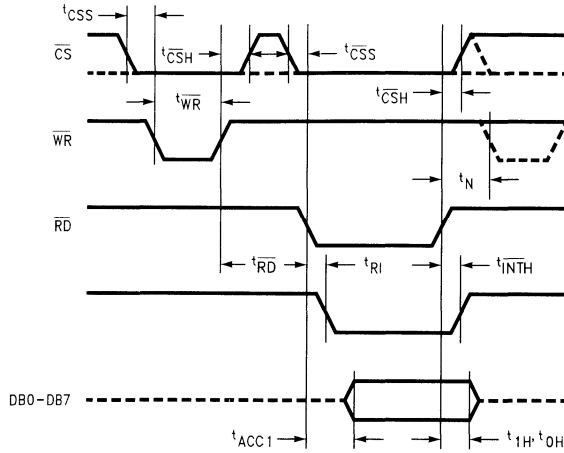 tCSS
CS
tCSH
tCSS
tWR
tCSH
WR
tN
RD
tRD
tRI
tINTH
DB0-DB7
tACC1
t1H, t0H